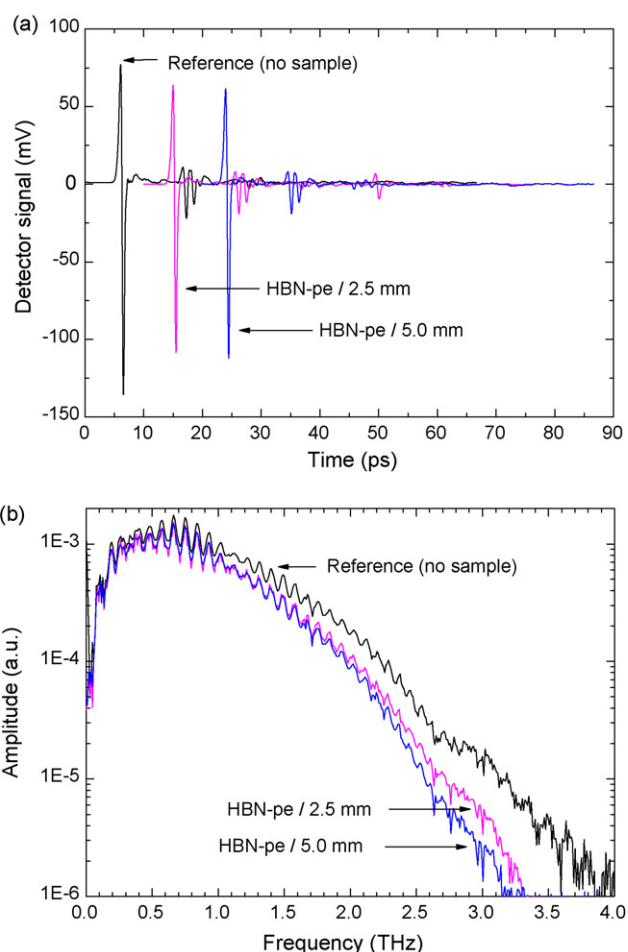 (a)
100
50
0
-50
-100
-150
Detector signal (mV)
Reference (no sample)
HBN-pe / 2.5 mm
HBN-pe / 5.0 mm
0 10 20 30 40 50 60 70 80 90
Time (ps)
(b)
1E-3
1E-4
1E-5
1E-6
Amplitude (a.u.)
Reference (no sample)
HBN-pe / 2.5 mm
HBN-pe / 5.0 mm
0.0 0.5 1.0 1.5 2.0 2.5 3.0 3.5 4.0
Frequency (THz)